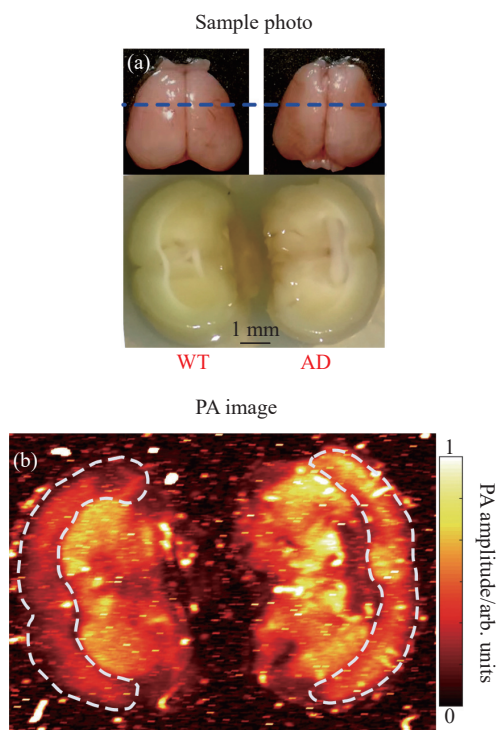 Sample photo
(a)
1 mm
WT
AD
PA image
(b)
1
PA amplitude/arb. units
0